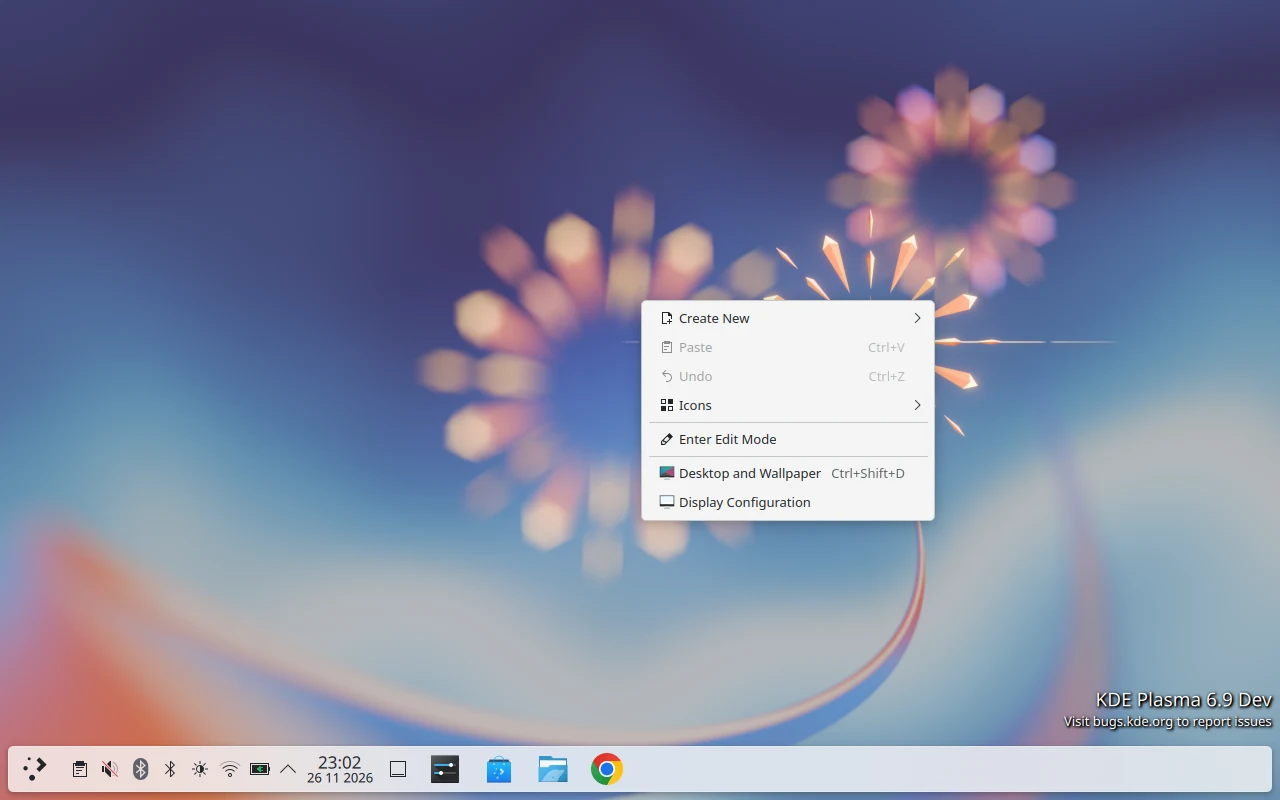 Create New
Paste Ctrl+V
Undo Ctrl+Z
Icons
Enter Edit Mode
Desktop and Wallpaper Ctrl+Shift+D
Display Configuration
KDE Plasma 6.9 Dev
Visit bugs.kde.org to report issues
23:02
26 11 2026